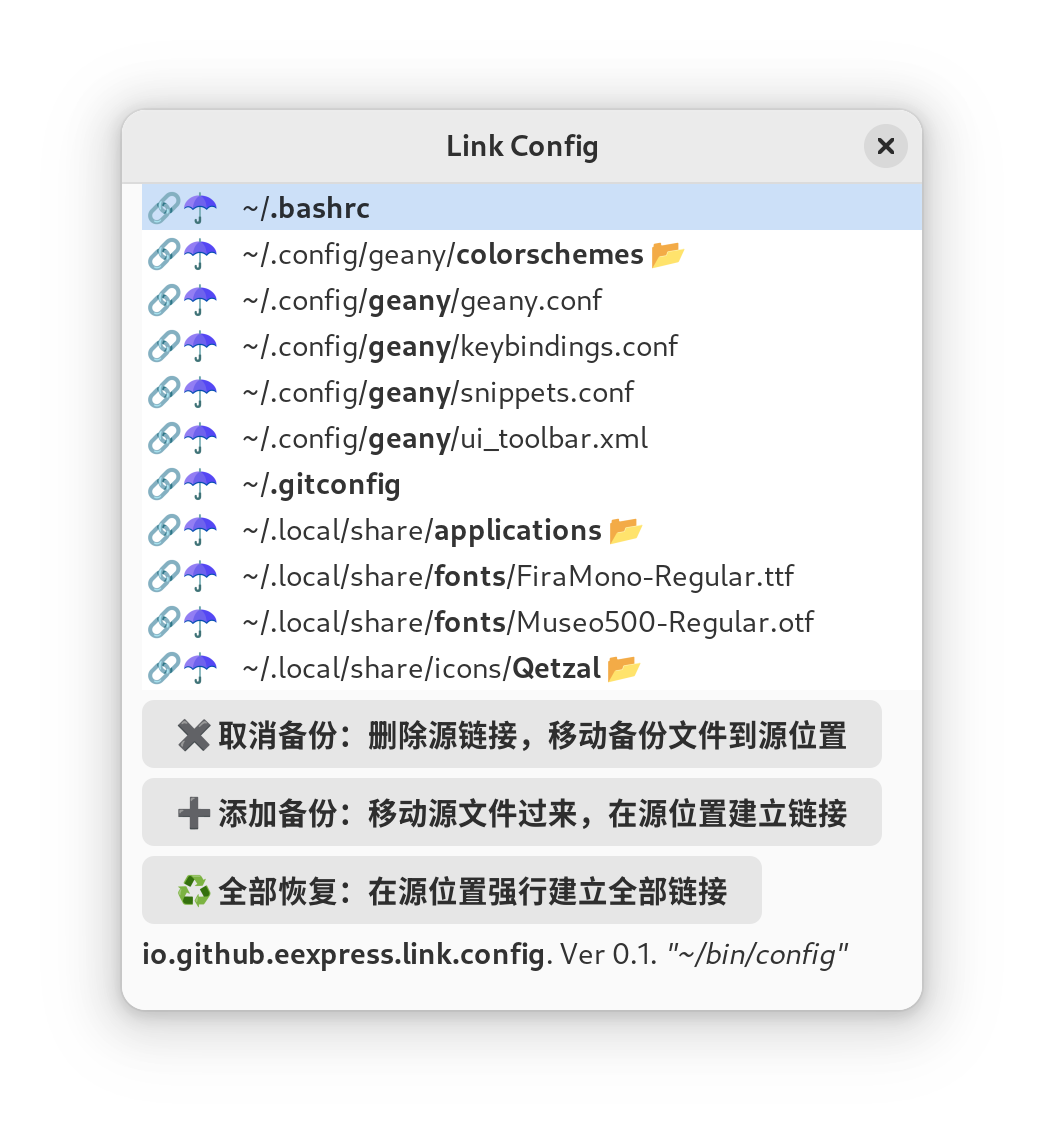 Link Config
~/.bashrc
~/.config/geany/colorschemes
~/.config/geany/geany.conf
~/.config/geany/keybindings.conf
~/.config/geany/snippets.conf
~/.config/geany/ui_toolbar.xml
~/.gitconfig
~/.local/share/applications
~/.local/share/fonts/FiraMono-Regular.ttf
~/.local/share/fonts/Museo500-Regular.otf
~/.local/share/icons/Qetzal
取消备份：删除源链接，移动备份文件到源位置
添加备份：移动源文件过来，在源位置建立链接
全部恢复：在源位置强行建立全部链接
io.github.eexpress.link.config. Ver 0.1. "~/bin/config"